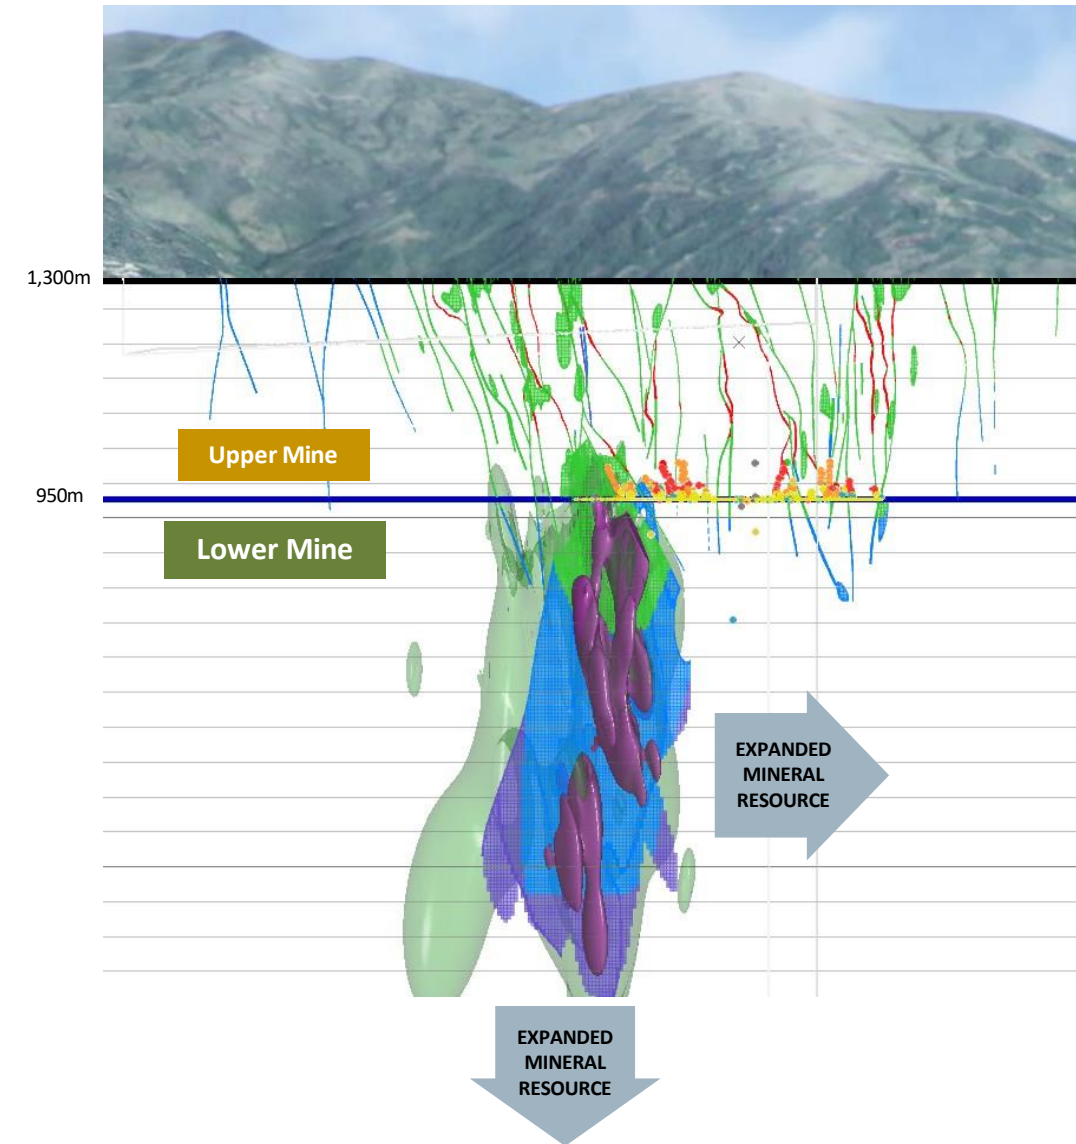 1,300m
Upper Mine
950m
Lower Mine
EXPANDED
MINERAL
RESOURCE
EXPANDED
MINERAL
RESOURCE